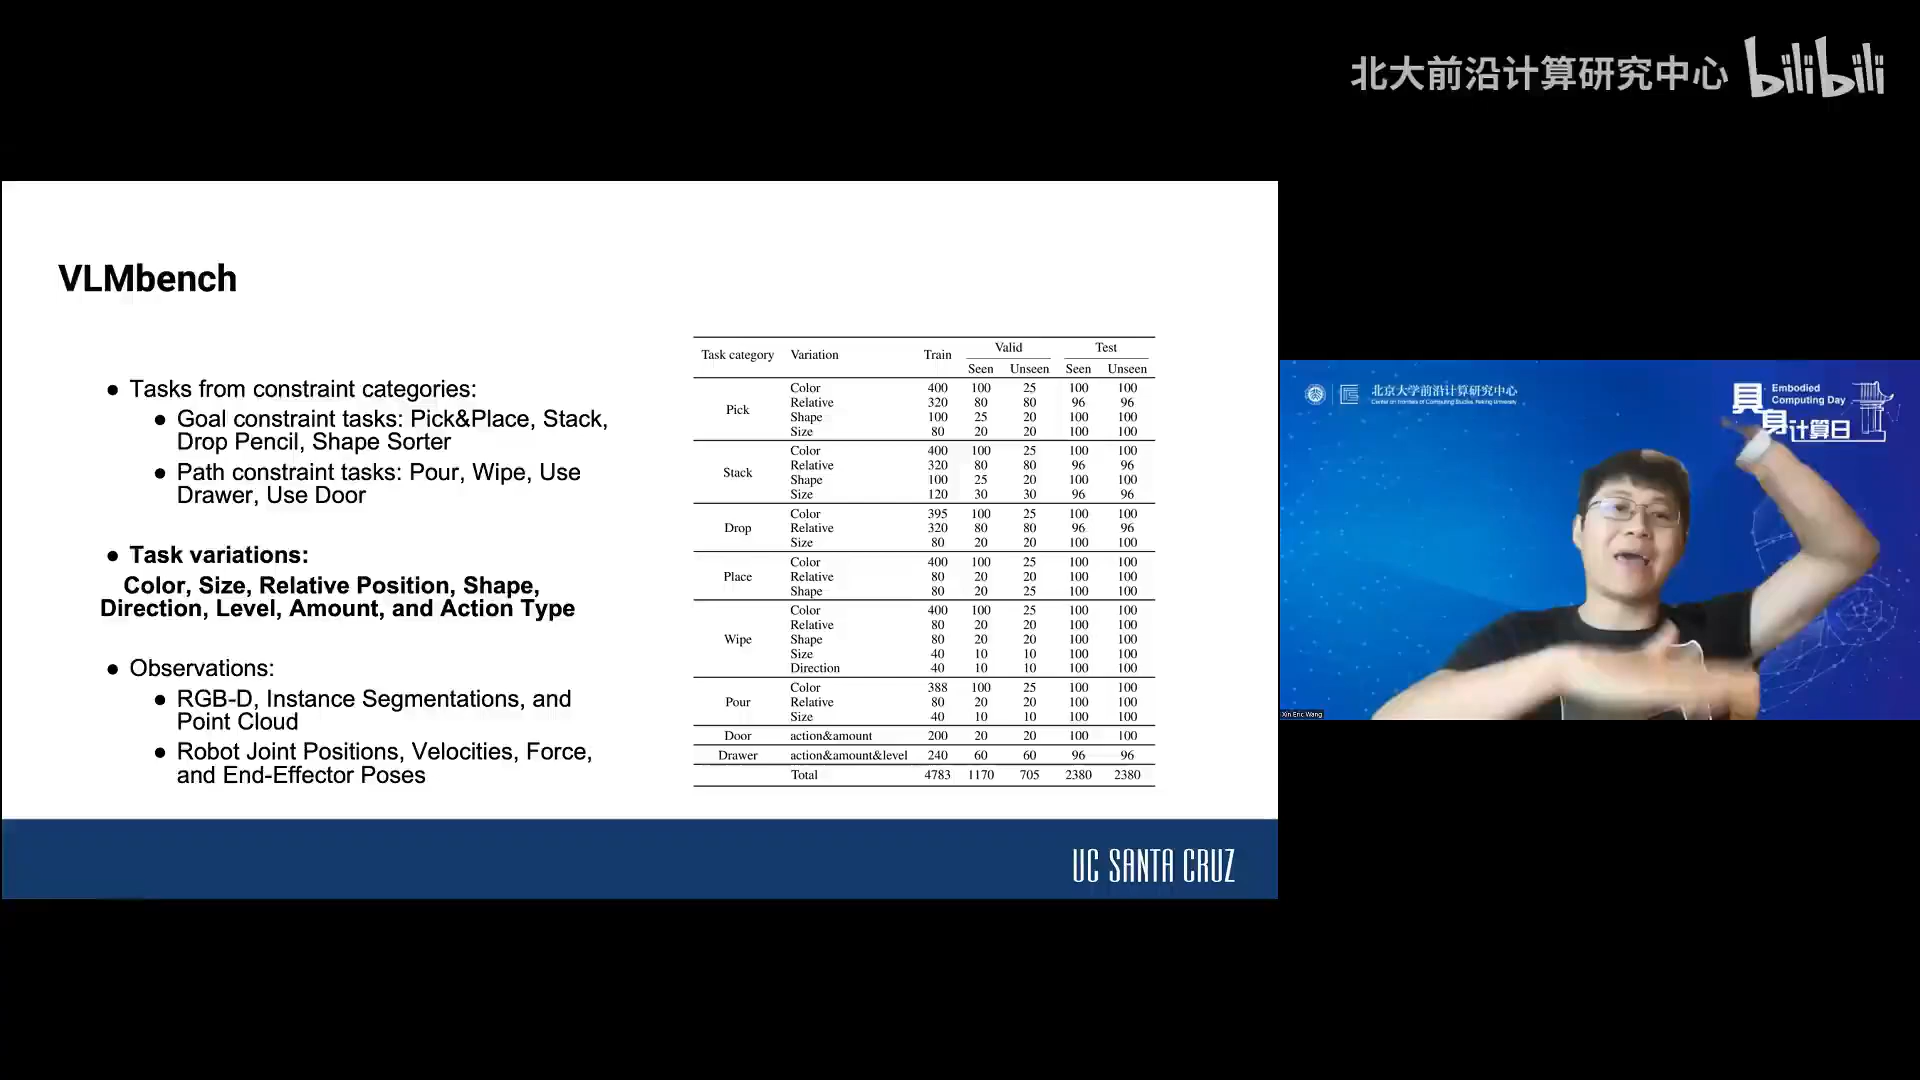 北大前沿计算研究中心 bilibili
VLMbench
● Tasks from constraint categories:
● Goal constraint tasks: Pick&Place, Stack,
Drop Pencil, Shape Sorter
● Path constraint tasks: Pour, Wipe, Use
Drawer, Use Door
● Task variations:
Color, Size, Relative Position, Shape,
Direction, Level, Amount, and Action Type
● Observations:
● RGB-D, Instance Segmentations, and
Point Cloud
● Robot Joint Positions, Velocities, Force,
and End-Effector Poses
Task category Variation Train Valid Test
Seen Unseen Seen Unseen
Pick
Color 400 100 25 100 100
Relative 320 80 80 96 96
Shape 100 25 20 100 100
Size 80 20 20 100 100
Stack
Color 400 100 25 100 100
Relative 320 80 80 96 96
Shape 100 25 20 100 100
Size 120 30 30 96 96
Drop
Color 395 100 25 100 100
Relative 320 80 80 96 96
Size 80 20 20 100 100
Place
Color 400 100 25 100 100
Relative 80 20 20 100 100
Shape 80 20 25 100 100
Wipe
Color 400 100 25 100 100
Relative 80 20 20 100 100
Shape 80 20 20 100 100
Size 40 10 10 100 100
Direction 40 10 10 100 100
Pour
Color 388 100 25 100 100
Relative 80 20 20 100 100
Size 40 10 10 100 100
Door action&amount 200 20 20 100 100
Drawer action&amount&level 240 60 60 96 96
Total 4783 1170 705 2380 2380
UC SANTA CRUZ
北京大学前沿计算研究中心
Center on Frontiers of Computing Studies, Peking University
Embodied
Computing Day
具身计算日
Xin Eric Wang